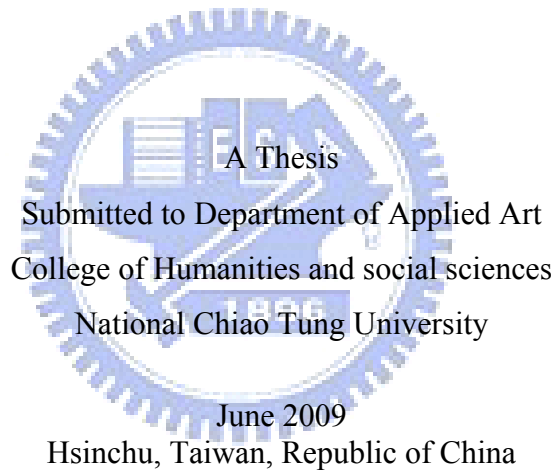 A Thesis
Submitted to Department of Applied Art
College of Humanities and social sciences
National Chiao Tung University
1896
June 2009
Hsinchu, Taiwan, Republic of China